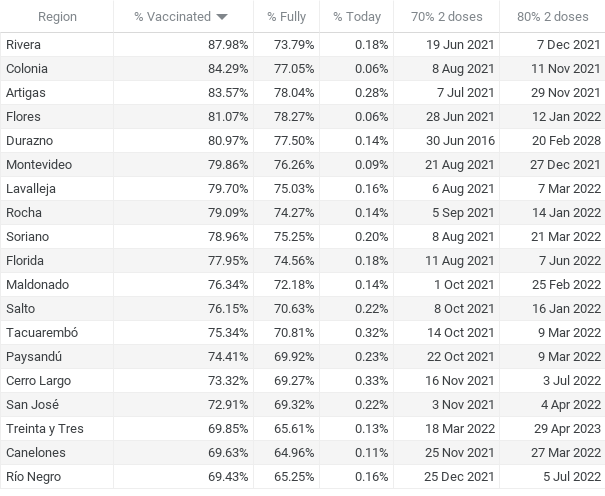 Region % Vaccinated % Fully % Today 70% 2 doses 80% 2 doses
Rivera 87.98% 73.79% 0.18% 19 Jun 2021 7 Dec 2021
Colonia 84.29% 77.05% 0.06% 8 Aug 2021 11 Nov 2021
Artigas 83.57% 78.04% 0.28% 7 Jul 2021 29 Nov 2021
Flores 81.07% 78.27% 0.06% 28 Jun 2021 12 Jan 2022
Durazno 80.97% 77.50% 0.14% 30 Jun 2016 20 Feb 2028
Montevideo 79.86% 76.26% 0.09% 21 Aug 2021 27 Dec 2021
Lavalleja 79.70% 75.03% 0.16% 6 Aug 2021 7 Mar 2022
Rocha 79.09% 74.27% 0.14% 5 Sep 2021 14 Jan 2022
Soriano 78.96% 75.25% 0.20% 8 Aug 2021 21 Mar 2022
Florida 77.95% 74.56% 0.18% 11 Aug 2021 7 Jun 2022
Maldonado 76.34% 72.18% 0.14% 1 Oct 2021 25 Feb 2022
Salto 76.15% 70.63% 0.22% 8 Oct 2021 16 Jan 2022
Tacuarembó 75.34% 70.81% 0.32% 14 Oct 2021 9 Mar 2022
Paysandú 74.41% 69.92% 0.23% 22 Oct 2021 9 Mar 2022
Cerro Largo 73.32% 69.27% 0.33% 16 Nov 2021 3 Jul 2022
San José 72.91% 69.32% 0.22% 3 Nov 2021 4 Apr 2022
Treinta y Tres 69.85% 65.61% 0.13% 18 Mar 2022 29 Apr 2023
Canelones 69.63% 64.96% 0.11% 25 Nov 2021 27 Mar 2022
Río Negro 69.43% 65.25% 0.16% 25 Dec 2021 5 Jul 2022